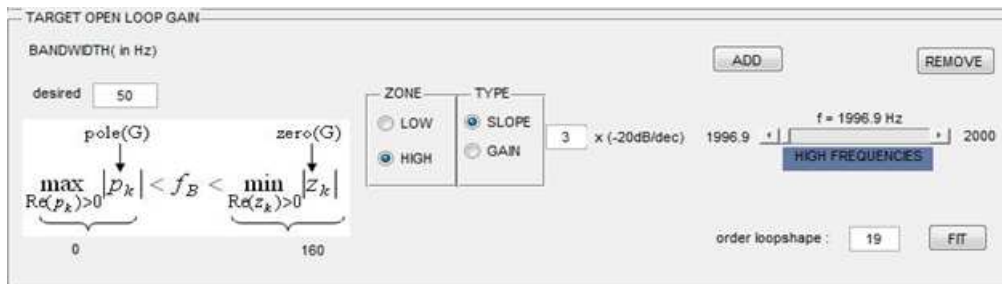 TARGET OPEN LOOP GAIN
BANDWIDTH( in Hz)
desired 50
pole(G) zero(G)
max |p_k| < f_B < min |z_k|
Re(p_k)>0 Re(z_k)>0
0 160
ZONE
LOW
HIGH
TYPE
SLOPE
GAIN
3 x (-20dB/dec)
ADD
REMOVE
f = 1996.9 Hz
1996.9 2000
HIGH FREQUENCIES
order loopshape : 19 FIT